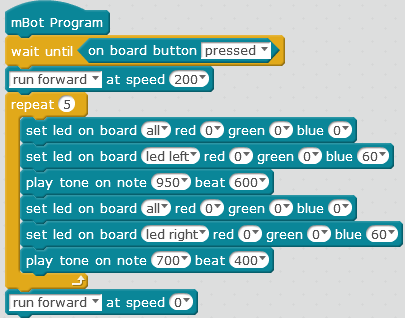 mBot Program
wait until on board button pressed
run forward at speed 200
repeat 5
set led on board all red 0 green 0 blue 0
set led on board led left red 0 green 0 blue 60
play tone on note 950 beat 600
set led on board all red 0 green 0 blue 0
set led on board led right red 0 green 0 blue 60
play tone on note 700 beat 400
run forward at speed 0